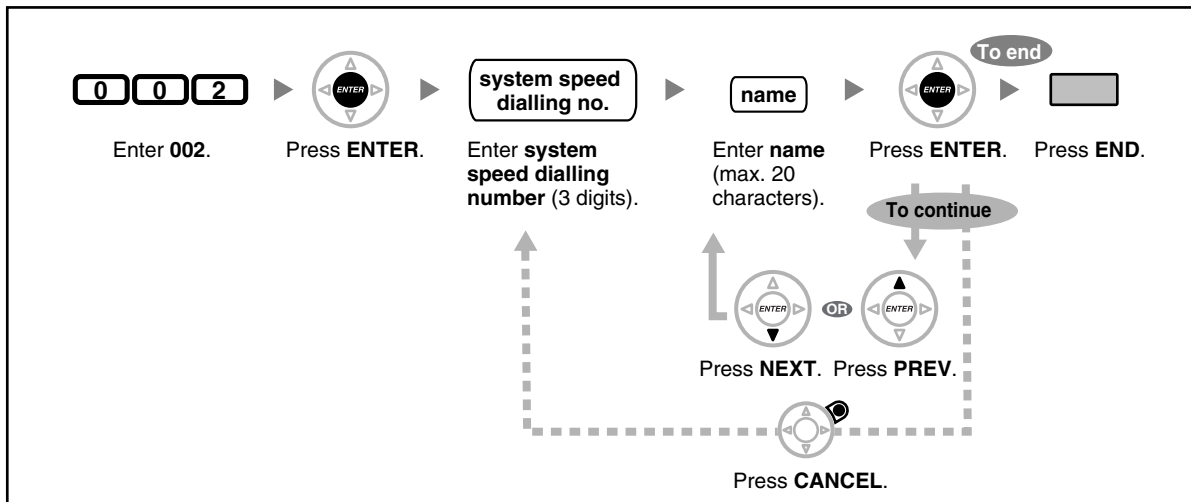 To end
0 0 2
ENTER
system speed
dialling no.
name
ENTER
Enter 002.
Press ENTER.
Enter system
speed dialling
number (3 digits).
Enter name
(max. 20
characters).
Press ENTER.
Press END.
To continue
ENTER
OR
ENTER
Press NEXT.
Press PREV.
Press CANCEL.